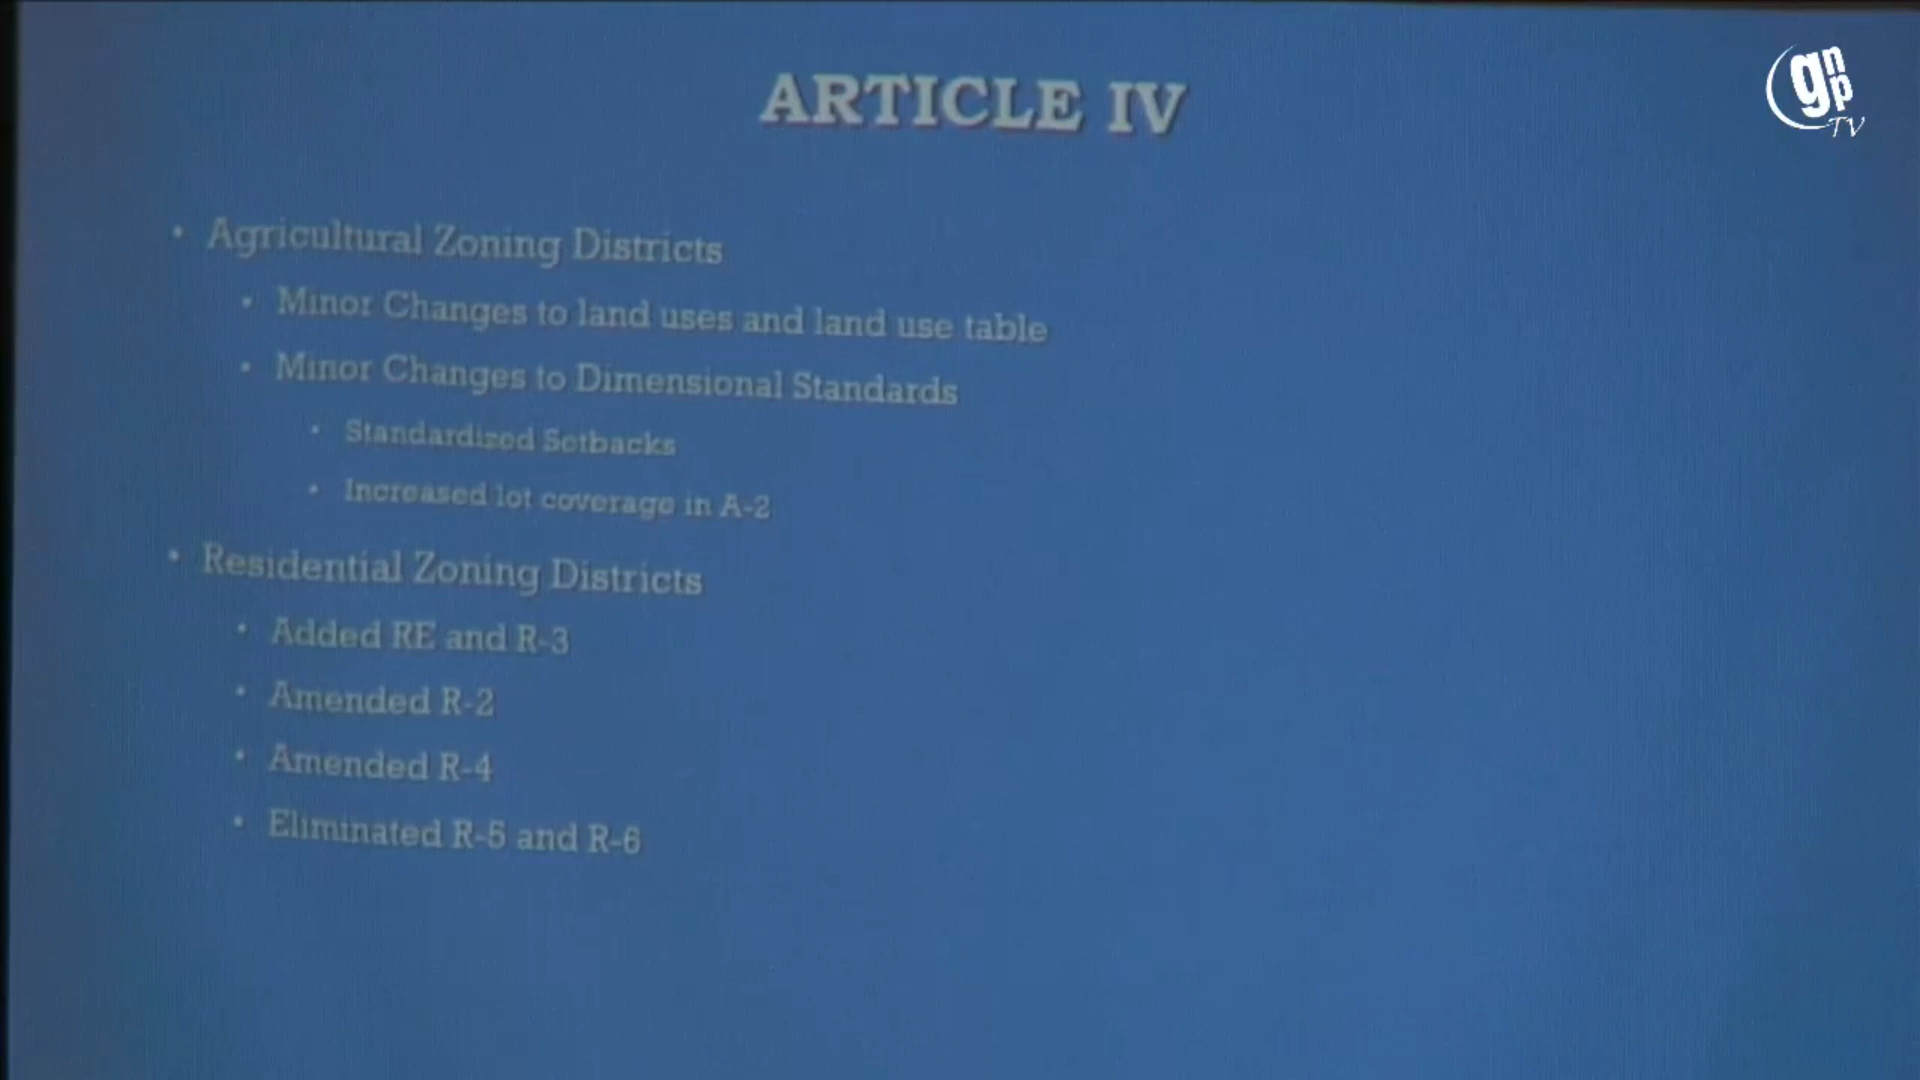 ARTICLE IV
gnp
TV
• Agricultural Zoning Districts
• Minor Changes to land uses and land use table
• Minor Changes to Dimensional Standards
• Standardized Setbacks
• Increased lot coverage in A-2
• Residential Zoning Districts
• Added RE and R-3
• Amended R-2
• Amended R-4
• Eliminated R-5 and R-6